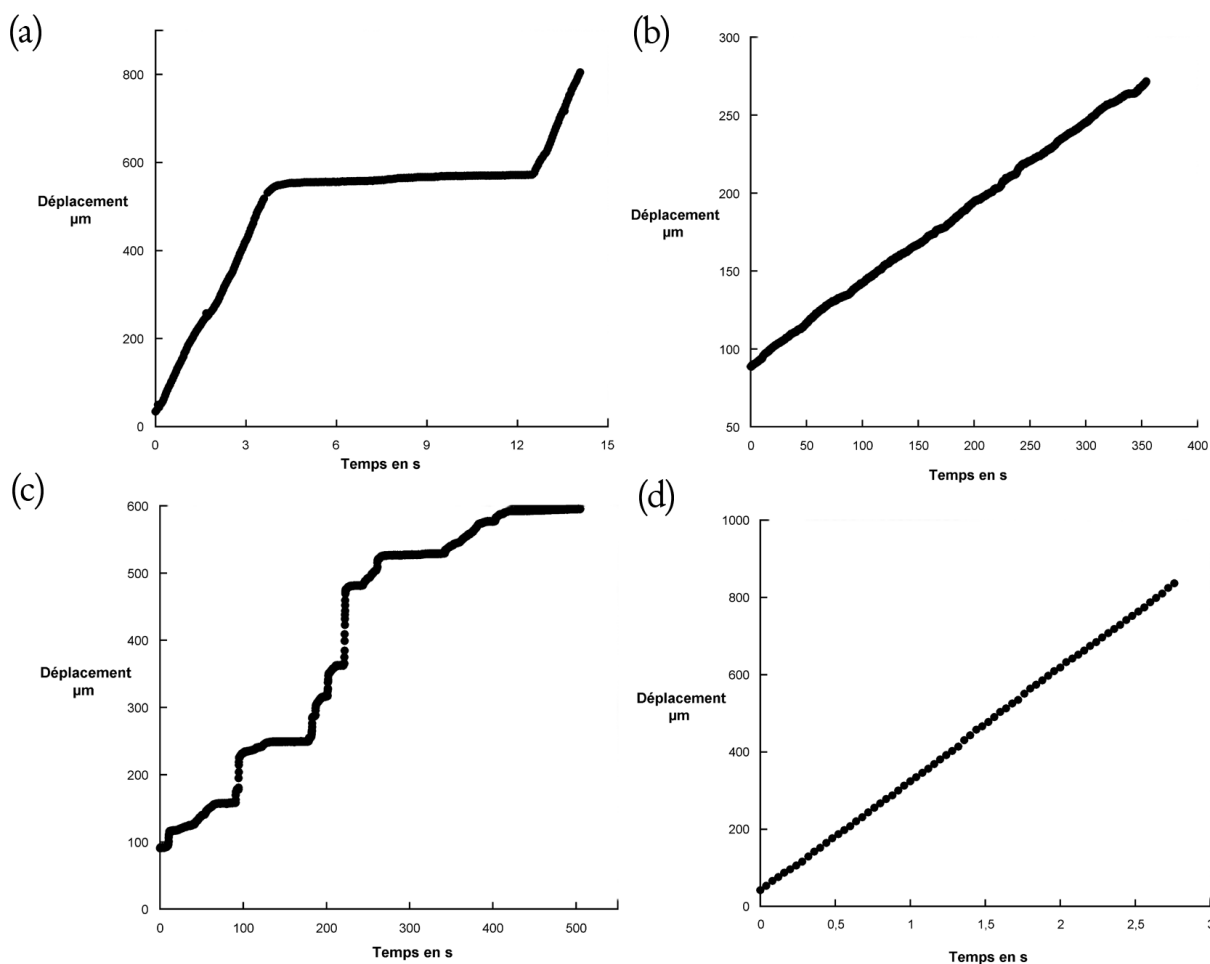 (a)
800
600
Déplacement
µm
400
200
0
0 3 6 9 12 15
Temps en s
(b)
300
250
200
Déplacement
µm
150
100
50
0 50 100 150 200 250 300 350 400
Temps en s
(c)
600
500
400
Déplacement
µm
300
200
100
0
0 100 200 300 400 500
Temps en s
(d)
1000
800
600
Déplacement
µm
400
200
0
0 0,5 1 1,5 2 2,5 3
Temps en s